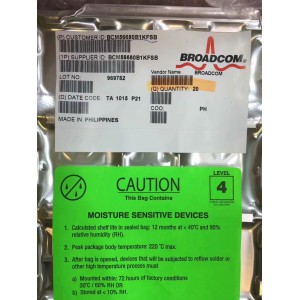 (P) CUSTOMER ID BCM56680B1KFSB
(1P) SUPPLIER ID BCM56680B1KFSB
LOT NO 969782
Vendor Name
BROADCOM
BROADCOM
Q) QUANTITY: 20
(D) DATE CODE TA 1015 P21
COO: PH
MADE IN: PHILIPPINES
CAUTION
This Bag Contains
LEVEL
4
MOISTURE SENSITIVE DEVICES
1. Calculated shelf life in sealed bag: 12 months at < 40°C and 90%
relative humidity (RH).
2. Peak package body temperature: 220 °C max.
3. After bag is opened, devices that will be subjected to reflow solder or
other high temperature process must
a) Mounted within: 72 hours of factory conditions
30°C / 60% RH OR
b) Stored at < 10% RH.